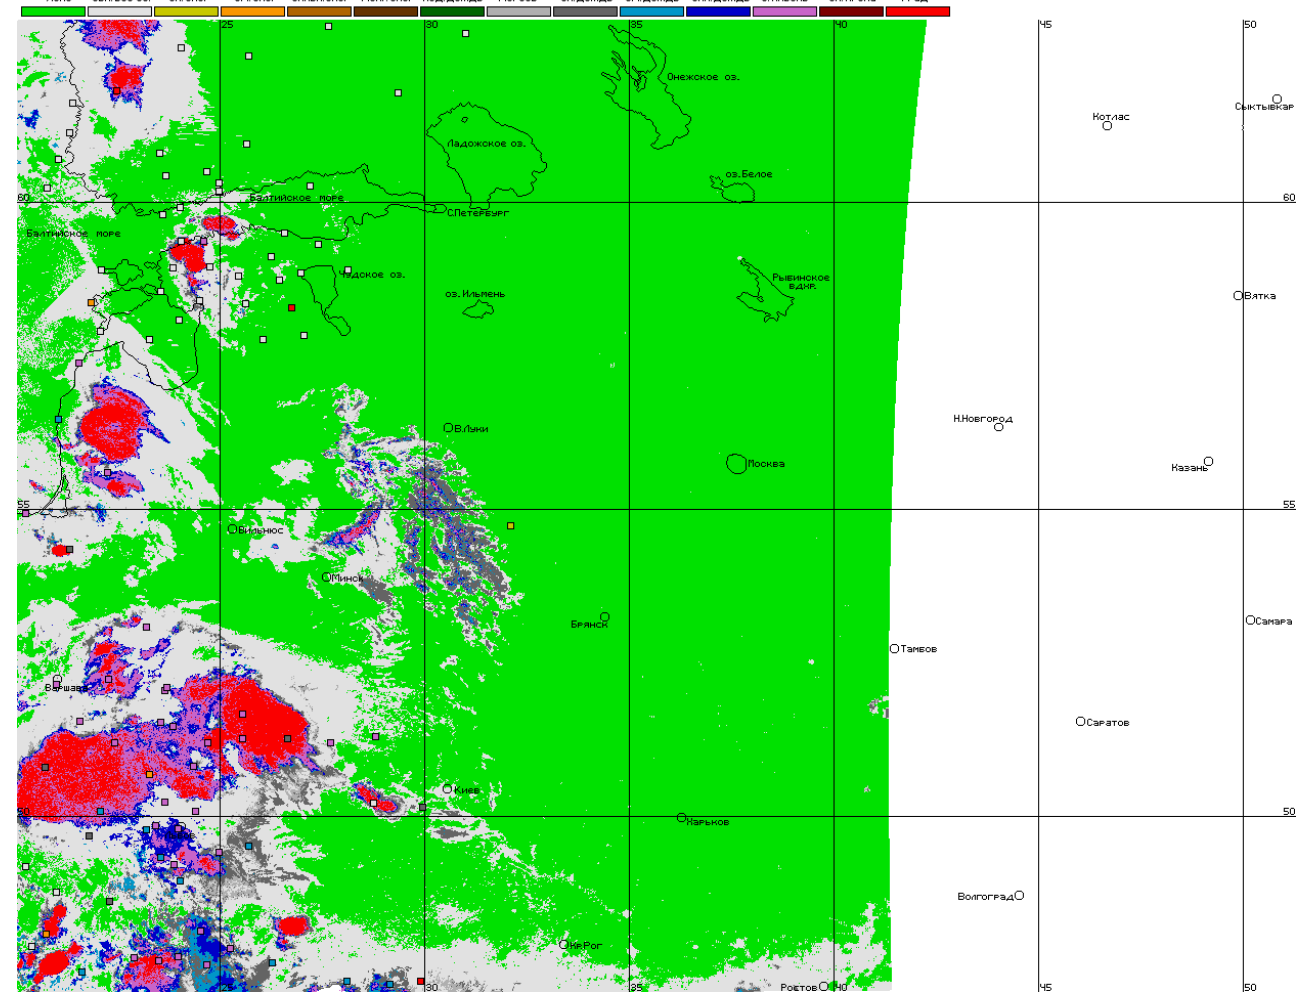 25 30 35 40 45 50
Онежское оз.
Сыктывкар
Котлас
Ладожское оз.
оз.Белое
Балтийское море
60 60
С.Петербург
Балтийское море
Чудское оз.
Рыбинское
вдхр.
оз.Ильмень
Вятка
Н.Новгород
В.Луки
Москва
Казань
55 55
Вильнюс
Минск
Брянск
Самара
Тамбов
Варшава
Саратов
Киев
50 50
Харьков
Волгоград
Кр.Рог
25 30 35 40 45 50
Ростов